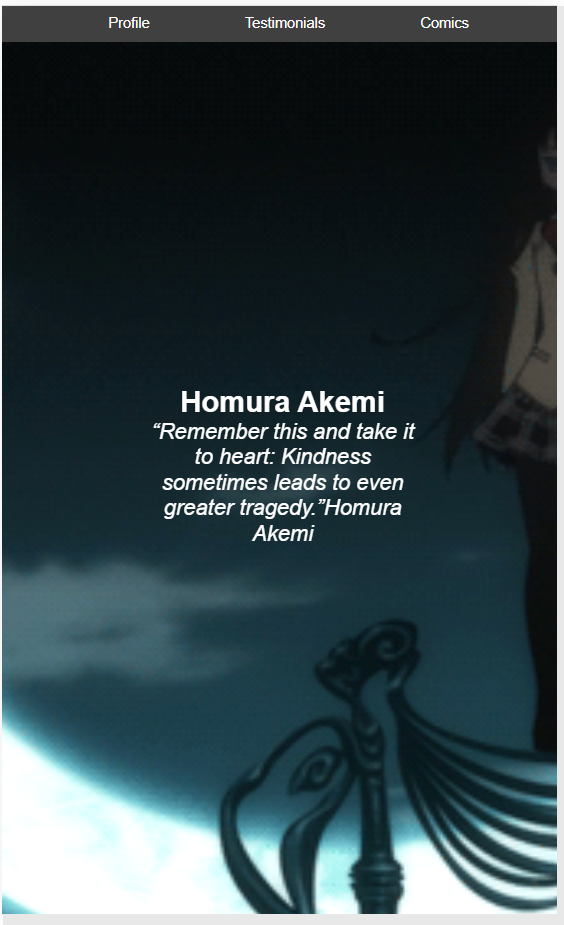 Profile Testimonials Comics
Homura Akemi
“Remember this and take it
to heart: Kindness
sometimes leads to even
greater tragedy.”Homura
Akemi